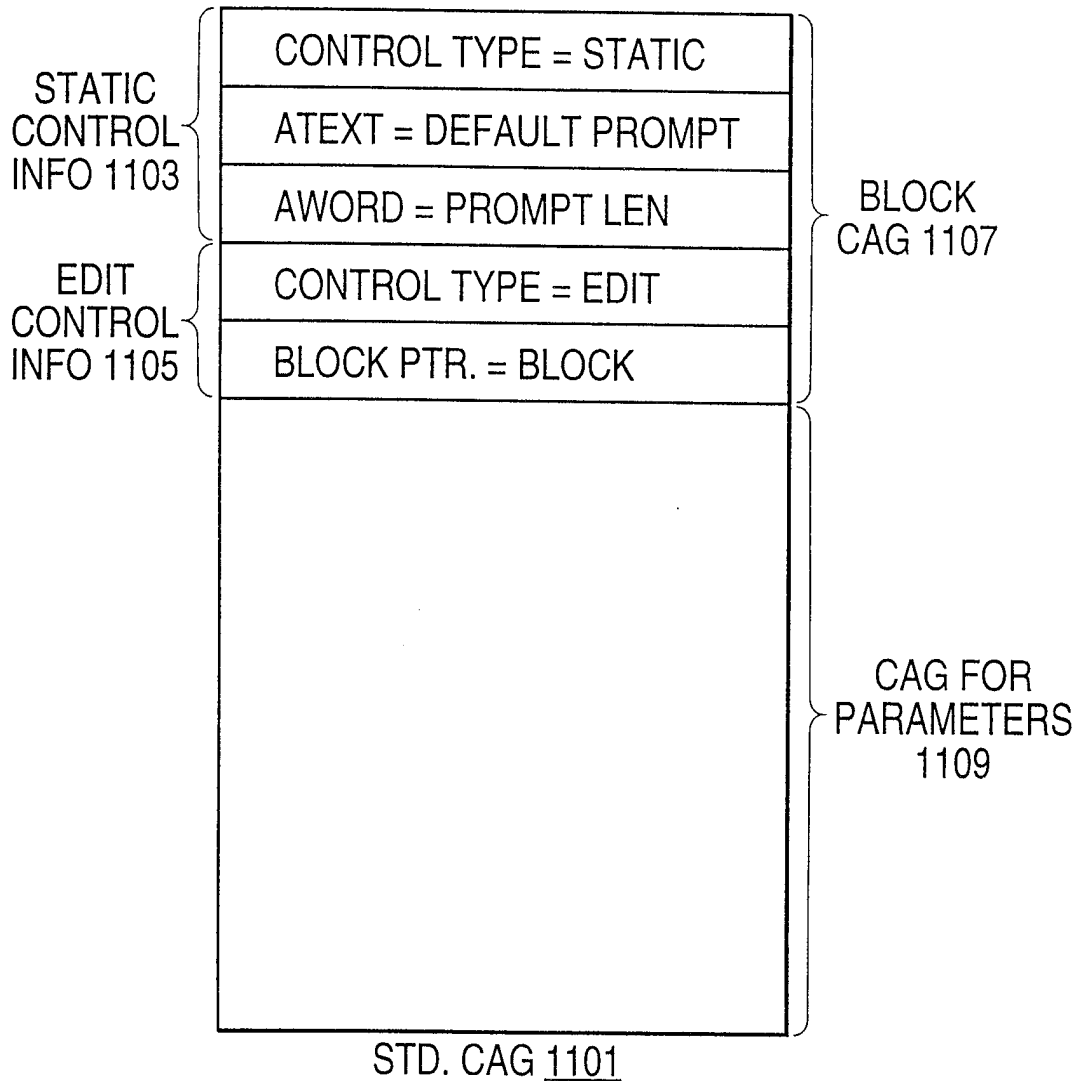 STATIC
CONTROL
INFO 1103
CONTROL TYPE = STATIC
ATEXT = DEFAULT PROMPT
AWORD = PROMPT LEN
BLOCK
CAG 1107
EDIT
CONTROL
INFO 1105
CONTROL TYPE = EDIT
BLOCK PTR. = BLOCK
CAG FOR
PARAMETERS
1109
STD. CAG 1101